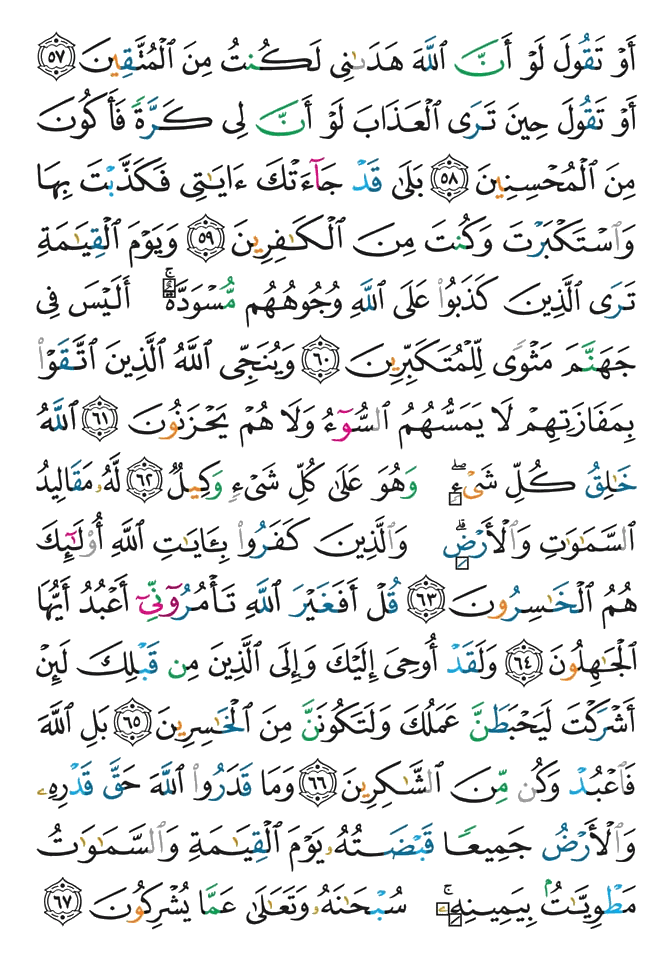 أَوْ تَقُولَ لَوْ أَنَّ ٱللَّهَ هَدَىٰنِى لَكُنتُ مِنَ ٱلْمُتَّقِينَ ٥٧
أَوْ تَقُولَ حِينَ تَرَى ٱلْعَذَابَ لَوْ أَنَّ لِى كَرَّةً فَأَكُونَ
مِنَ ٱلْمُحْسِنِينَ ٥٨ بَلَىٰ قَدْ جَآءَتْكَ ءَايَـٰتِى فَكَذَّبْتَ بِهَا
وَٱسْتَكْبَرْتَ وَكُنتَ مِنَ ٱلْكَـٰفِرِينَ ٥٩ وَيَوْمَ ٱلْقِيَـٰمَةِ
تَرَى ٱلَّذِينَ كَذَبُوا۟ عَلَى ٱللَّهِ وُجُوهُهُم مُّسْوَدَّةٌ ۚ أَلَيْسَ فِى
جَهَنَّمَ مَثْوًى لِّلْمُتَكَبِّرِينَ ٦٠ وَيُنَجِّى ٱللَّهُ ٱلَّذِينَ ٱتَّقَوْا۟
بِمَفَازَتِهِمْ لَا يَمَسُّهُمُ ٱلسُّوٓءُ وَلَا هُمْ يَحْزَنُونَ ٦١ ٱللَّهُ
خَـٰلِقُ كُلِّ شَىْءٍ ۖ وَهُوَ عَلَىٰ كُلِّ شَىْءٍ وَكِيلٌ ٦٢ لَّهُۥ مَقَالِيدُ
ٱلسَّمَـٰوَٰتِ وَٱلْأَرْضِ ۗ وَٱلَّذِينَ كَفَرُوا۟ بِـَٔايَـٰتِ ٱللَّهِ أُو۟لَـٰٓئِكَ
هُمُ ٱلْخَـٰسِرُونَ ٦٣ قُلْ أَفَغَيْرَ ٱللَّهِ تَأْمُرُوٓنِّىٓ أَعْبُدُ أَيُّهَا
ٱلْجَـٰهِلُونَ ٦٤ وَلَقَدْ أُوحِىَ إِلَيْكَ وَإِلَى ٱلَّذِينَ مِن قَبْلِكَ لَئِنْ
أَشْرَكْتَ لَيَحْبَطَنَّ عَمَلُكَ وَلَتَكُونَنَّ مِنَ ٱلْخَـٰسِرِينَ ٦٥ بَلِ ٱللَّهَ
فَٱعْبُدْ وَكُن مِّنَ ٱلشَّـٰكِرِينَ ٦٦ وَمَا قَدَرُوا۟ ٱللَّهَ حَقَّ قَدْرِهِۦ
وَٱلْأَرْضُ جَمِيعًا قَبْضَتُهُۥ يَوْمَ ٱلْقِيَـٰمَةِ وَٱلسَّمَـٰوَٰتُ
مَطْوِيَّـٰتٌۢ بِيَمِينِهِۦ ۚ سُبْحَـٰنَهُۥ وَتَعَـٰلَىٰ عَمَّا يُشْرِكُونَ ٦٧